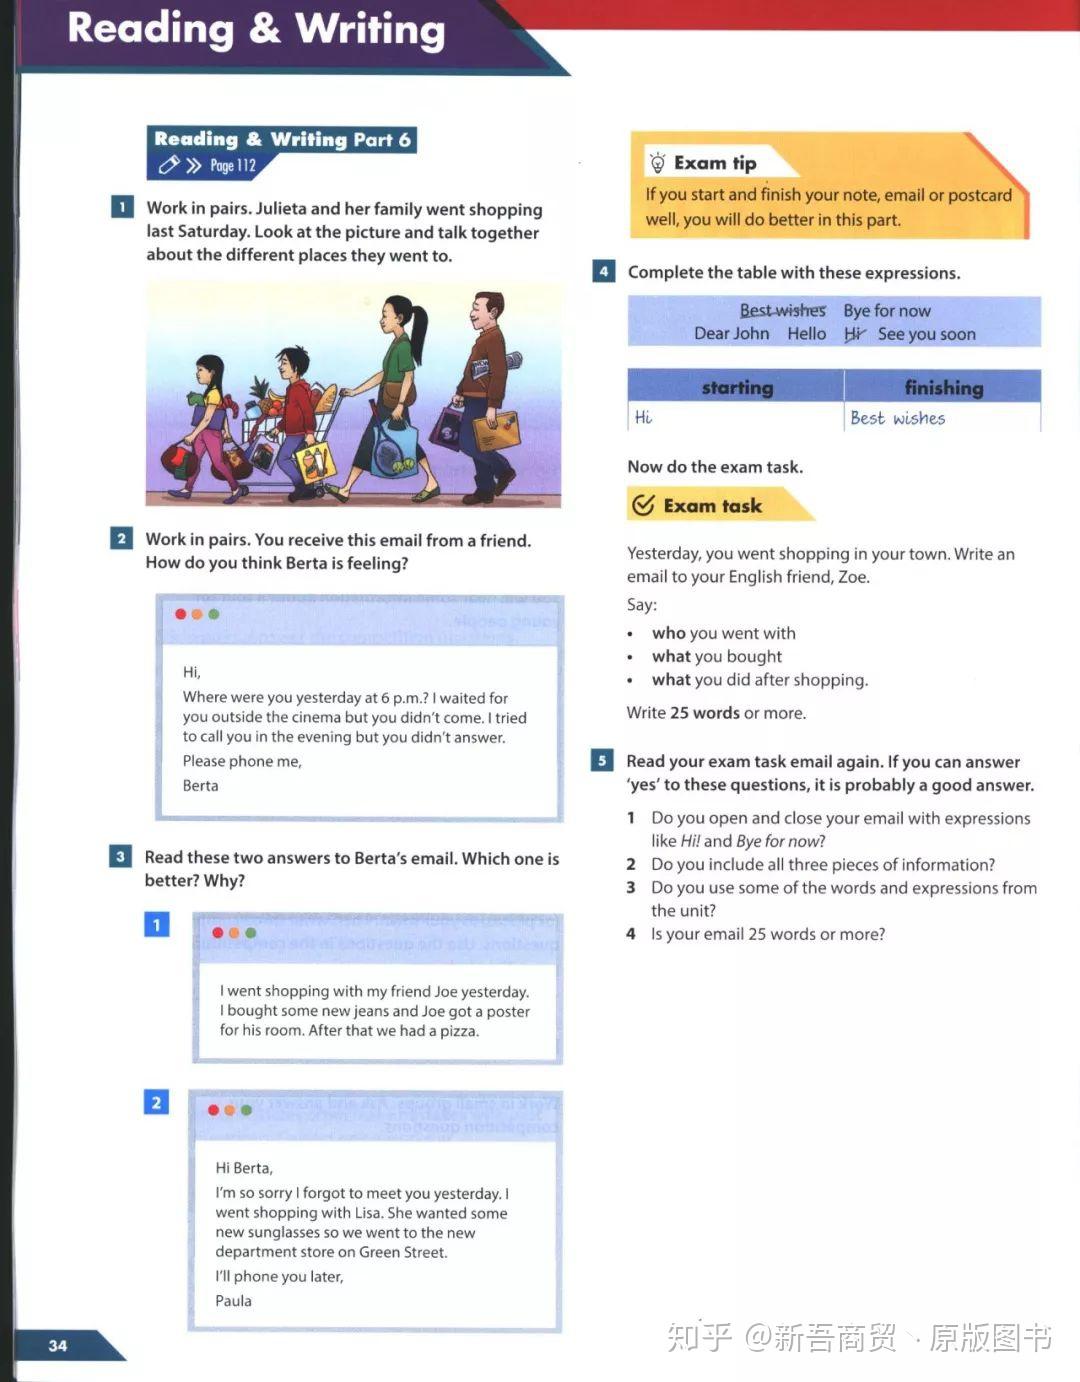 Reading & Writing
Reading & Writing Part 6
Page 112
1 Work in pairs. Julieta and her family went shopping
last Saturday. Look at the picture and talk together
about the different places they went to.
2 Work in pairs. You receive this email from a friend.
How do you think Berta is feeling?
Hi,
Where were you yesterday at 6 p.m.? I waited for
you outside the cinema but you didn't come. I tried
to call you in the evening but you didn't answer.
Please phone me,
Berta
3 Read these two answers to Berta's email. Which one is
better? Why?
1
I went shopping with my friend Joe yesterday.
I bought some new jeans and Joe got a poster
for his room. After that we had a pizza.
2
Hi Berta,
I'm so sorry I forgot to meet you yesterday. I
went shopping with Lisa. She wanted some
new sunglasses so we went to the new
department store on Green Street.
I'll phone you later,
Paula
34
Exam tip
If you start and finish your note, email or postcard
well, you will do better in this part.
4 Complete the table with these expressions.
Best wishes Bye for now
Dear John Hello Hi See you soon
starting finishing
Hi Best wishes
Now do the exam task.
Exam task
Yesterday, you went shopping in your town. Write an
email to your English friend, Zoe.
Say:
• who you went with
• what you bought
• what you did after shopping.
Write 25 words or more.
5 Read your exam task email again. If you can answer
'yes' to these questions, it is probably a good answer.
1 Do you open and close your email with expressions
like Hi! and Bye for now?
2 Do you include all three pieces of information?
3 Do you use some of the words and expressions from
the unit?
4 Is your email 25 words or more?
知乎 @新吾商贸丶原版图书